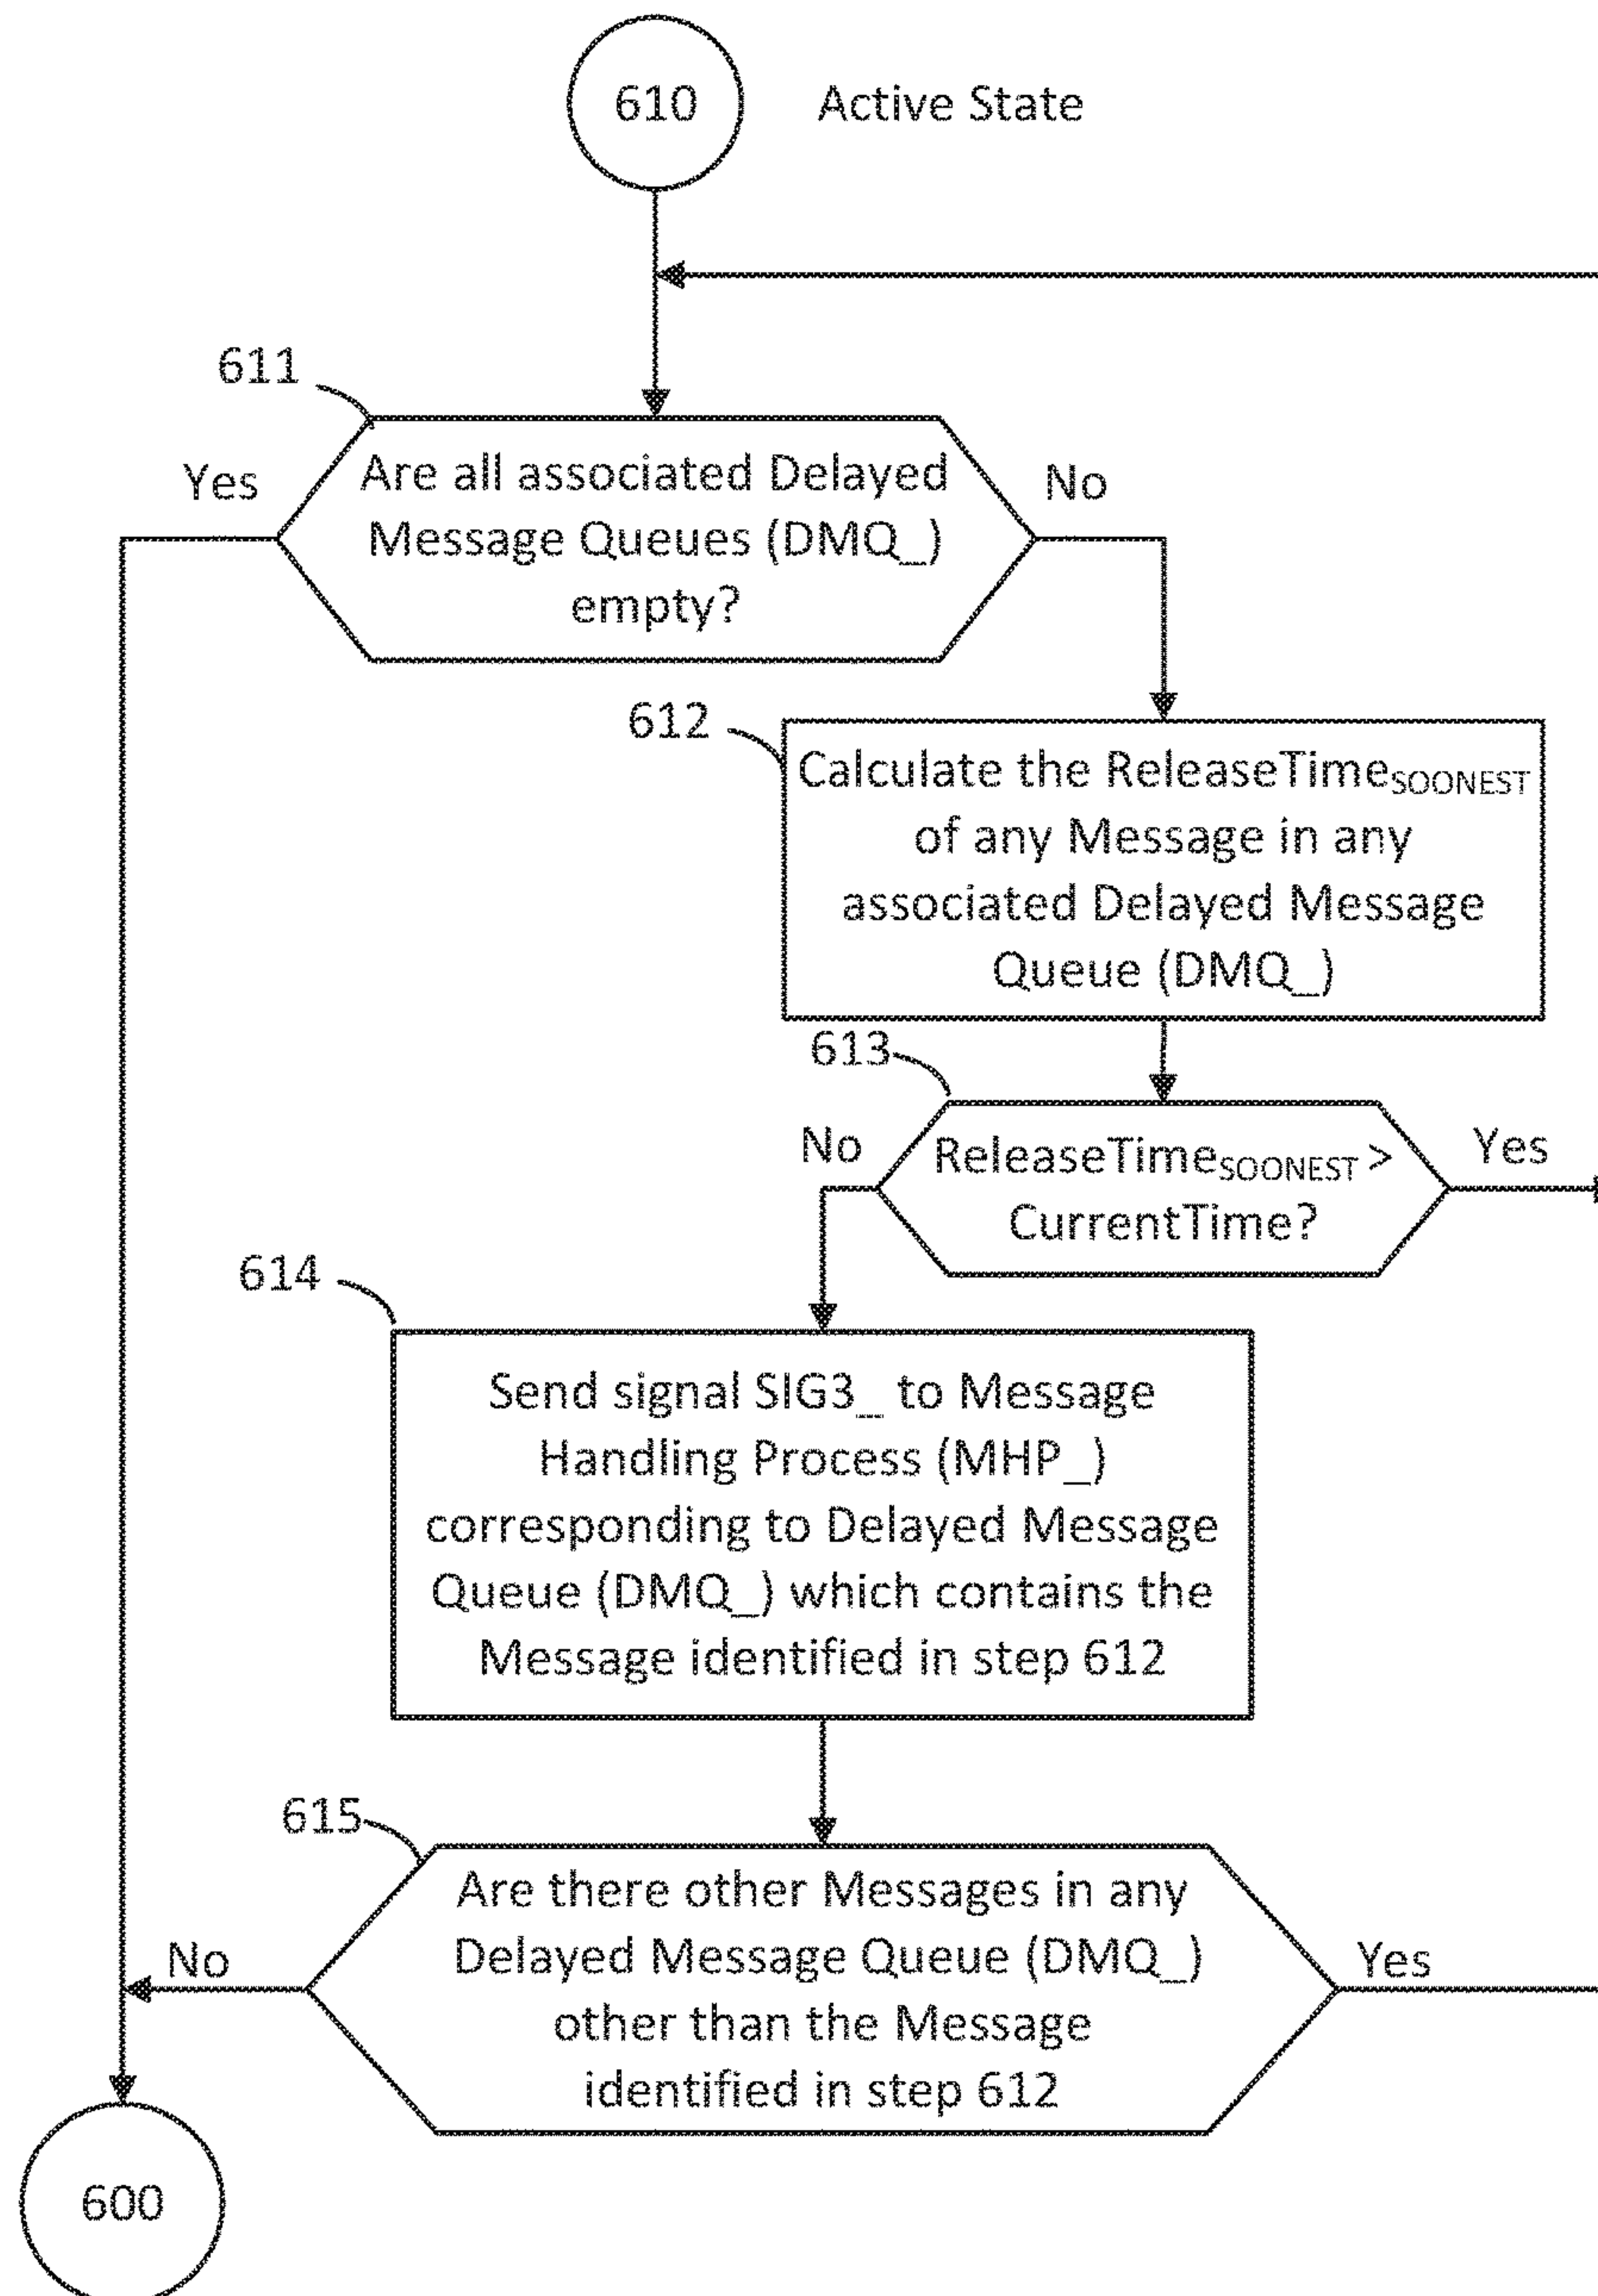 610
Active State
611
Yes
Are all associated Delayed
Message Queues (DMQ_)
empty?
No
612
Calculate the ReleaseTimeSOONEST
of any Message in any
associated Delayed Message
Queue (DMQ_)
613
No
ReleaseTimeSOONEST >
CurrentTime?
Yes
614
Send signal SIG3_ to Message
Handling Process (MHP_)
corresponding to Delayed Message
Queue (DMQ_) which contains the
Message identified in step 612
615
Are there other Messages in any
Delayed Message Queue (DMQ_)
other than the Message
identified in step 612
No
Yes
600